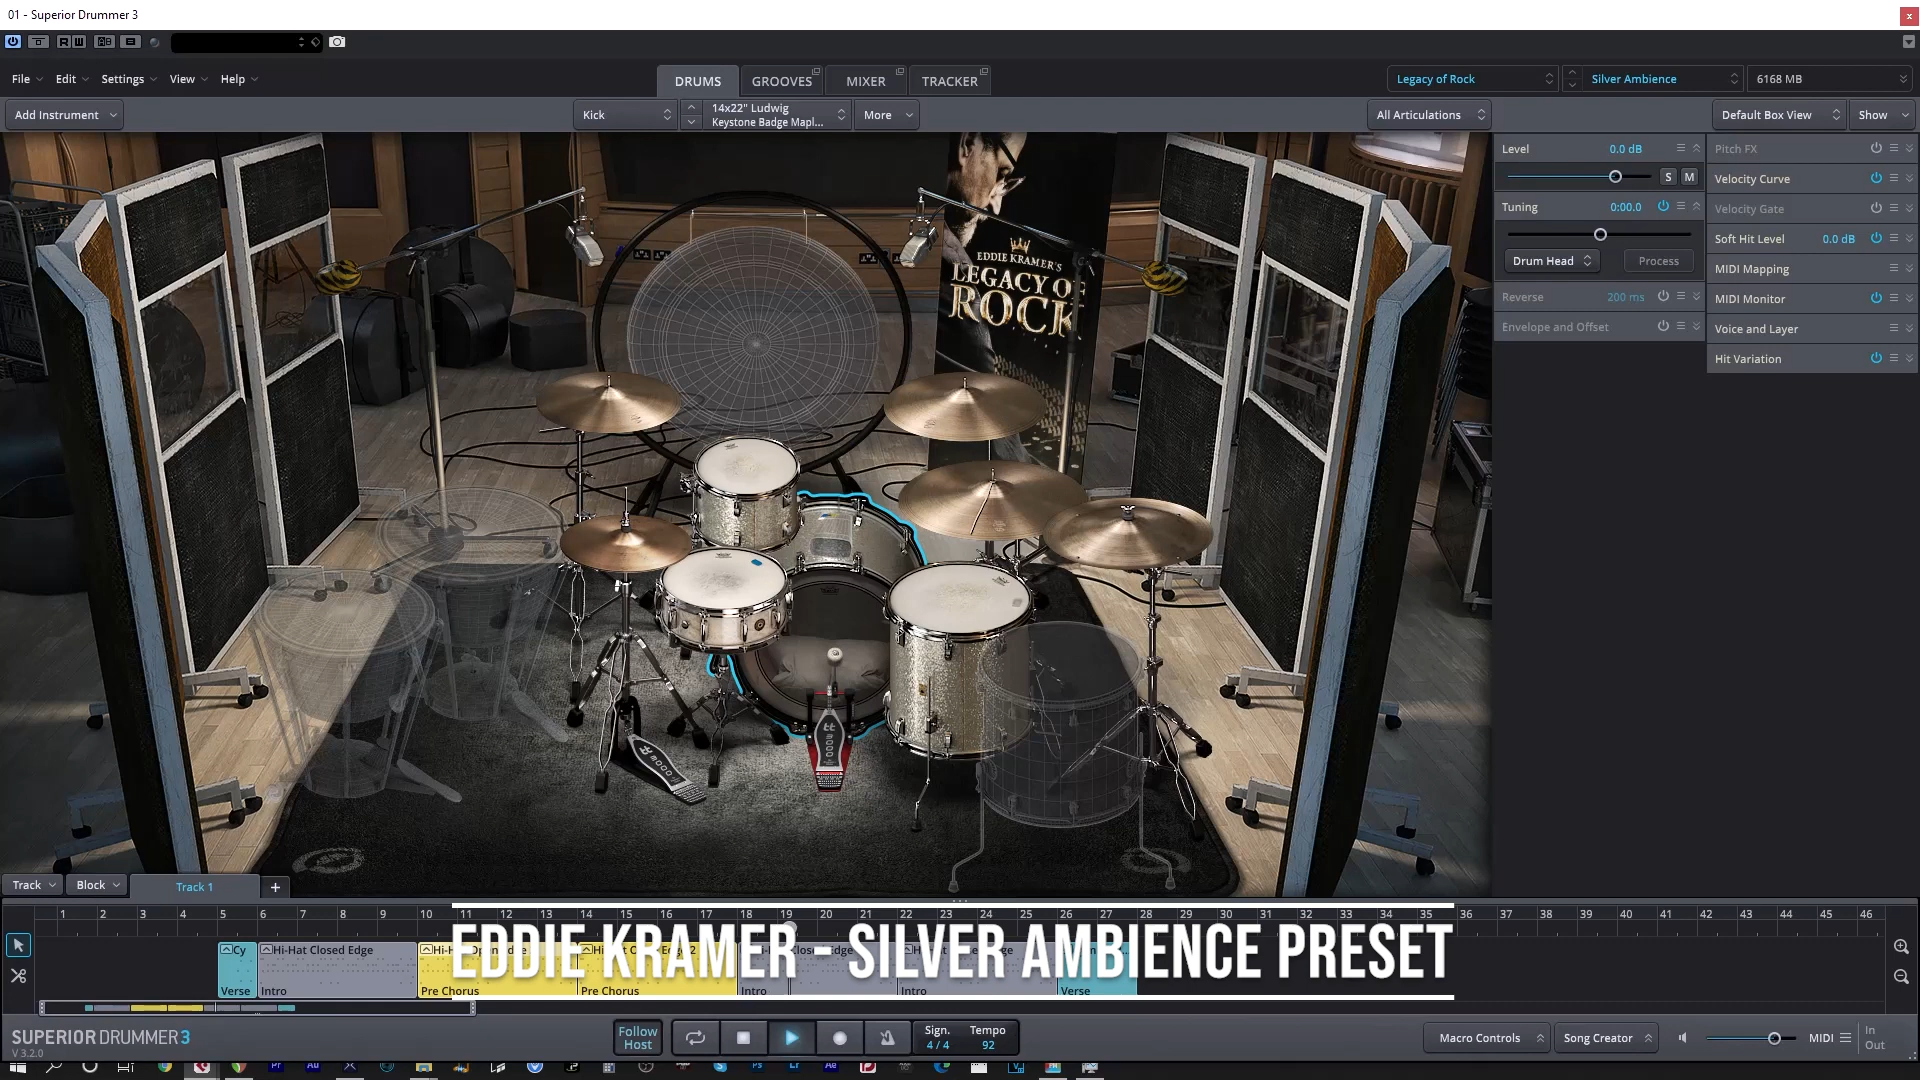 01 - Superior Drummer 3
x
R W AB
File Edit Settings View Help
DRUMS GROOVES MIXER TRACKER
Legacy of Rock Silver Ambience 6168 MB
Add Instrument
Kick
14x22" Ludwig
Keystone Badge Mapl...
More
All Articulations
Default Box View Show
EDDIE KRAMER'S
LEGACY OF
ROCK
Level 0.0 dB
S M
Tuning 0:00.0
Drum Head Process
Reverse 200 ms
Envelope and Offset
Pitch FX
Velocity Curve
Velocity Gate
Soft Hit Level 0.0 dB
MIDI Mapping
MIDI Monitor
Voice and Layer
Hit Variation
3000
3000
Track Block Track 1 +
1 2 3 4 5 6 7 8 9 10 11 12 13 14 15 16 17 18 19 20 21 22 23 24 25 26 27 28 29 30 31 32 33 34 35 36 37 38 39 40 41 42 43 44 45 46
Cy Hi-Hat Closed Edge
Verse Intro Pre Chorus Pre Chorus Intro Intro Verse
EDDIE KRAMER - SILVER AMBIENCE PRESET
SUPERIOR DRUMMER 3
V 3.2.0
Follow
Host
Sign. Tempo
4 / 4 92
Macro Controls Song Creator
MIDI In
Out
Pr Au Ps Lr Ae